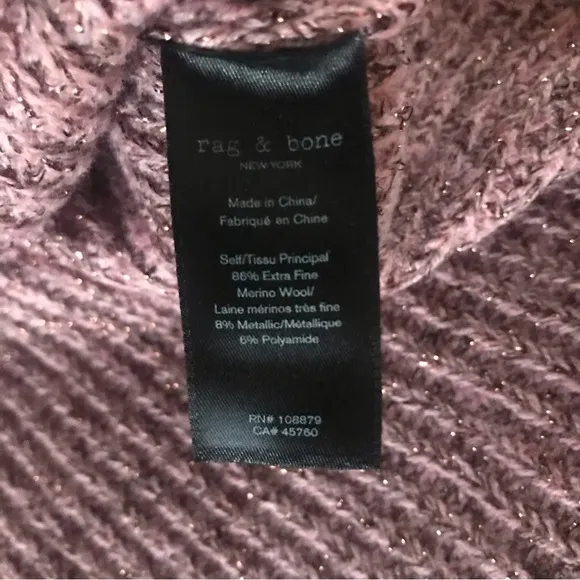 rag & bone
NEW YORK
Made in China/
Fabriqué en Chine
Self/Tissu Principal
86% Extra Fine
Merino Wool/
Laine mérinos très fine
8% Metallic/Métallique
6% Polyamide
RN# 108879
CA# 45760